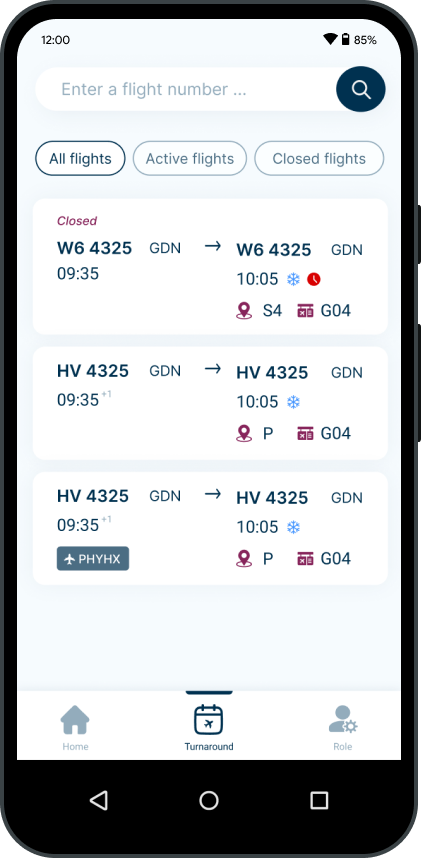 12:00 85%
Enter a flight number ...
All flights Active flights Closed flights
Closed
W6 4325 GDN → W6 4325 GDN
09:35 10:05
S4 G04
HV 4325 GDN → HV 4325 GDN
09:35 +1 10:05
P G04
HV 4325 GDN → HV 4325 GDN
09:35 +1 10:05
PHYHX P G04
Home Turnaround Role